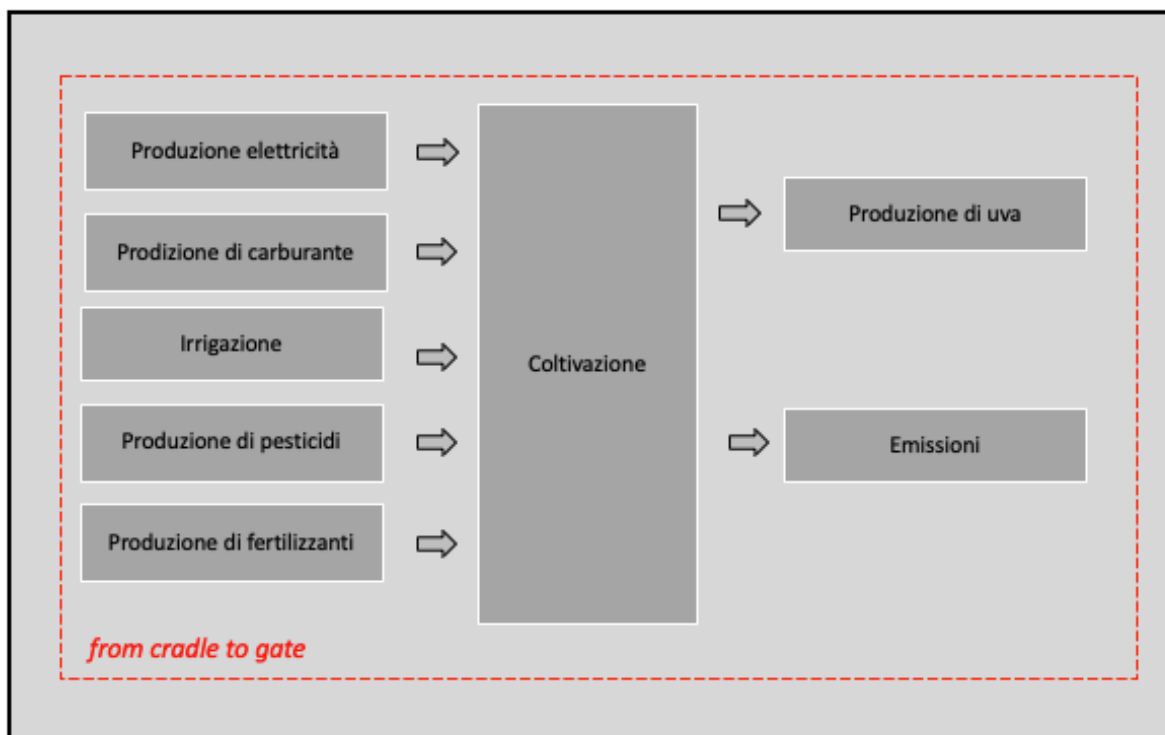 Produzione elettricità
Prodizione di carburante
Irrigazione
Produzione di pesticidi
Produzione di fertilizzanti
Coltivazione
Produzione di uva
Emissioni
from cradle to gate